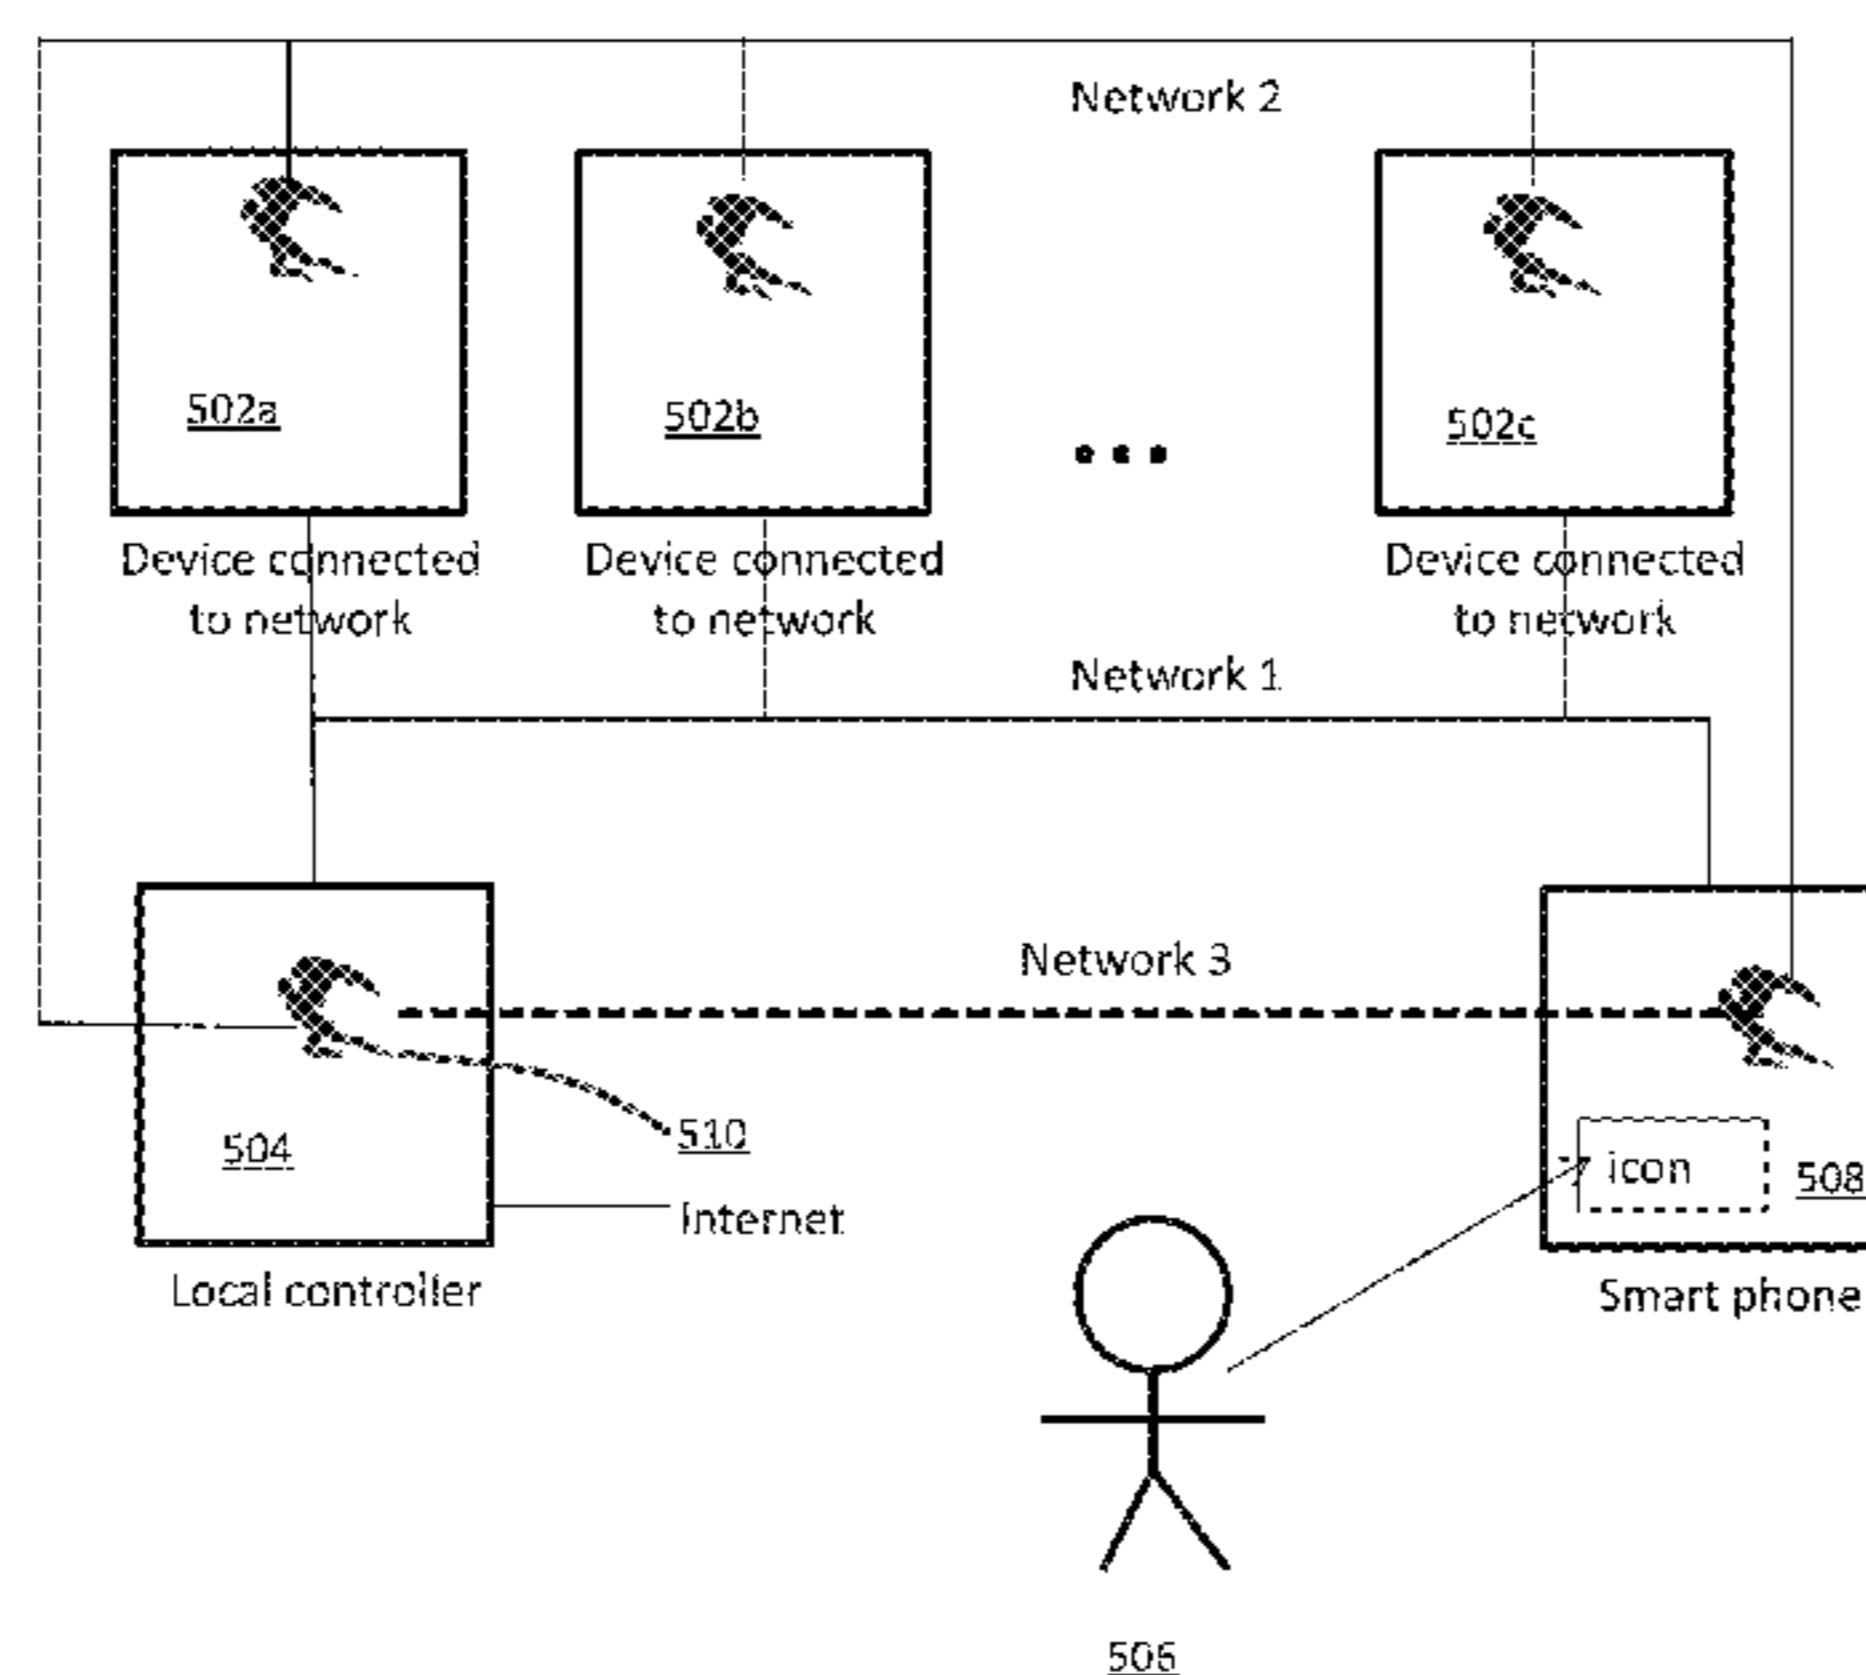 Network 2
502a
502b
502c
Device connected
to network
Device connected
to network
Device connected
to network
Network 1
Network 3
510
504
icon
508
Internet
Local controller
Smart phone
506